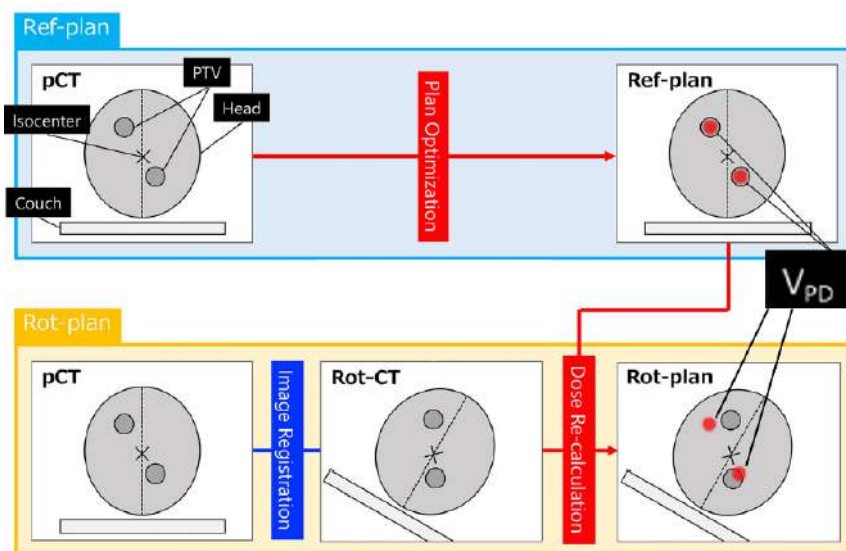 Ref-plan
pCT
PTV
Isocenter
Head
Couch
Plan Optimization
Ref-plan
V_PD
Rot-plan
pCT
Image Registration
Rot-CT
Dose Re-calculation
Rot-plan